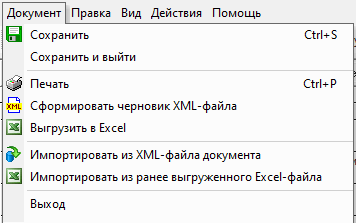 Документ Правка Вид Действия Помощь
Сохранить Ctrl+S
Сохранить и выйти
Печать Ctrl+P
Сформировать черновик XML-файла
Выгрузить в Excel
Импортировать из XML-файла документа
Импортировать из ранее выгруженного Excel-файла
Выход